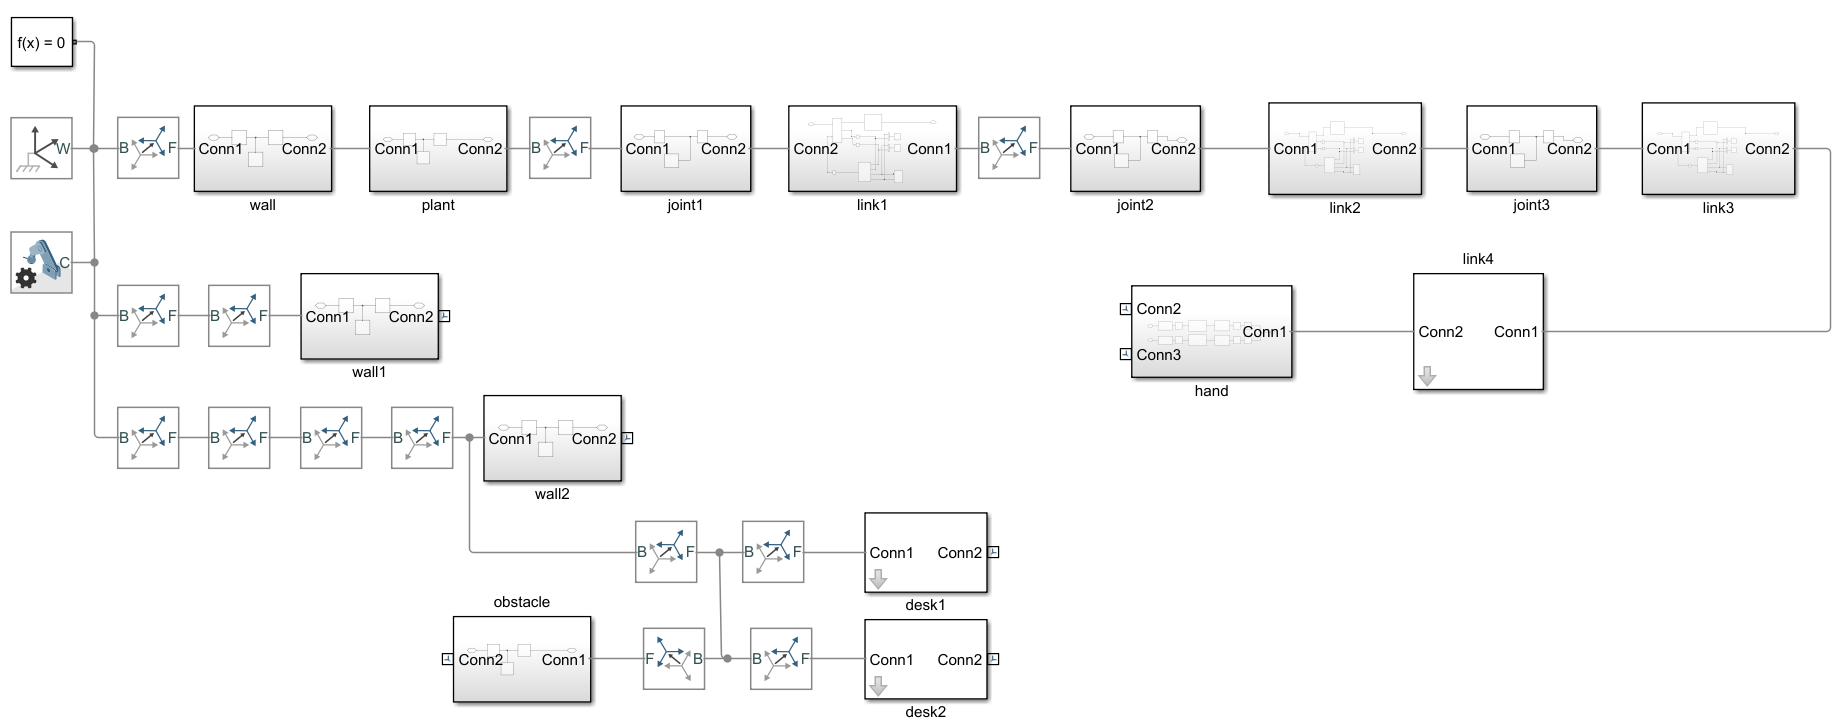 f(x) = 0
W B F Conn1 Conn2 Conn1 Conn2 B F Conn1 Conn2 Conn2 Conn1 B F Conn1 Conn2 Conn1 Conn2 Conn1 Conn2 Conn1 Conn2
wall plant joint1 link1 joint2 link2 joint3 link3
C
link4
Conn2
B F B F Conn1 Conn2
Conn1 Conn2 Conn1
Conn3
wall1
hand
B F B F B F B F Conn1 Conn2
wall2
B F B F Conn1 Conn2
obstacle
desk1
Conn2 Conn1 F B B F Conn1 Conn2
desk2